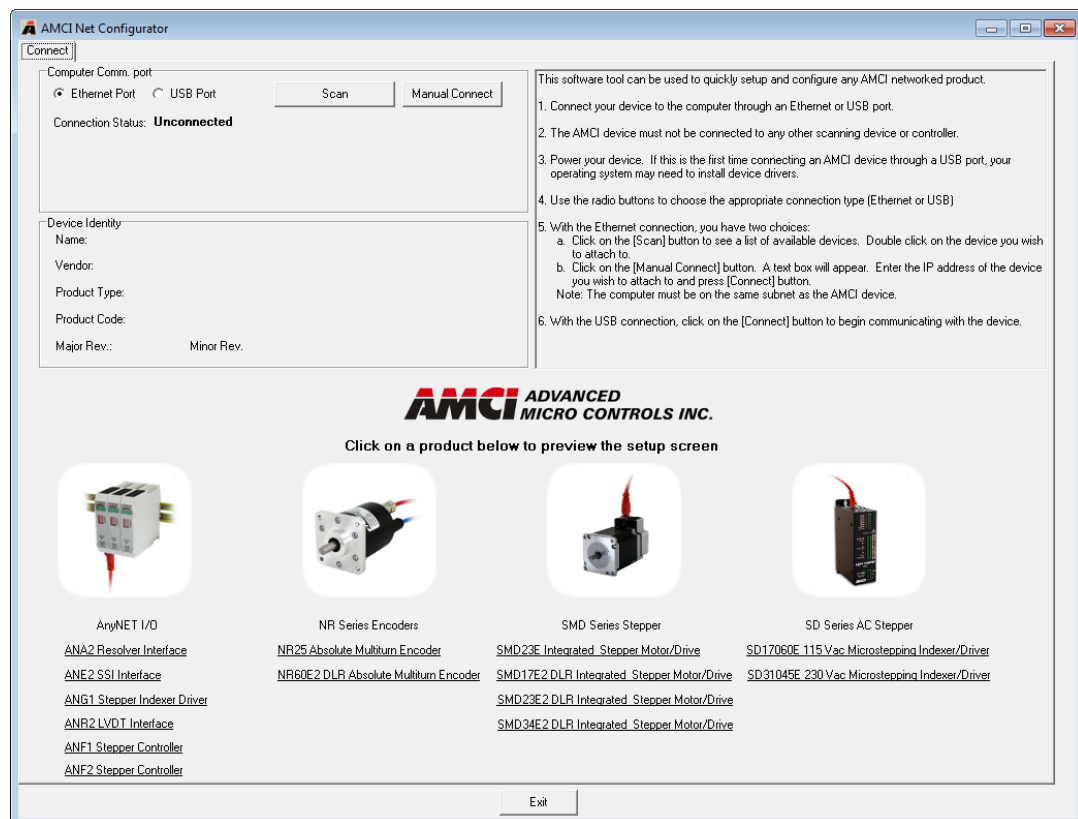 AMCI Net Configurator
Connect
Computer Comm. port
Ethernet Port
USB Port
Scan
Manual Connect
Connection Status: Unconnected
Device Identity
Name:
Vendor:
Product Type:
Product Code:
Major Rev.:
Minor Rev.
This software tool can be used to quickly setup and configure any AMCI networked product.
1. Connect your device to the computer through an Ethernet or USB port.
2. The AMCI device must not be connected to any other scanning device or controller.
3. Power your device. If this is the first time connecting an AMCI device through a USB port, your
operating system may need to install device drivers.
4. Use the radio buttons to choose the appropriate connection type (Ethernet or USB)
5. With the Ethernet connection, you have two choices:
a. Click on the [Scan] button to see a list of available devices. Double click on the device you wish
to attach to.
b. Click on the [Manual Connect] button. A text box will appear. Enter the IP address of the device
you wish to attach to and press [Connect] button.
Note: The computer must be on the same subnet as the AMCI device.
6. With the USB connection, click on the [Connect] button to begin communicating with the device.
AMCI ADVANCED
MICRO CONTROLS INC.
Click on a product below to preview the setup screen
AMCI
AnyNET I/O
ANA2 Resolver Interface
ANE2 SSI Interface
ANG1 Stepper Indexer Driver
ANR2 LVDT Interface
ANF1 Stepper Controller
ANF2 Stepper Controller
NR Series Encoders
NR25 Absolute Multiturn Encoder
NR60E2 DLR Absolute Multiturn Encoder
SMD Series Stepper
SMD23E Integrated Stepper Motor/Drive
SMD17E2 DLR Integrated Stepper Motor/Drive
SMD23E2 DLR Integrated Stepper Motor/Drive
SMD34E2 DLR Integrated Stepper Motor/Drive
SD Series AC Stepper
SD17060E 115 Vac Microstepping Indexer/Driver
SD31045E 230 Vac Microstepping Indexer/Driver
Exit